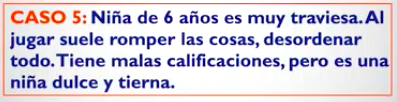 CASO 5: Niña de 6 años es muy traviesa. Al
jugar suele romper las cosas, desordenar
todo. Tiene malas calificaciones, pero es una
niña dulce y tierna.